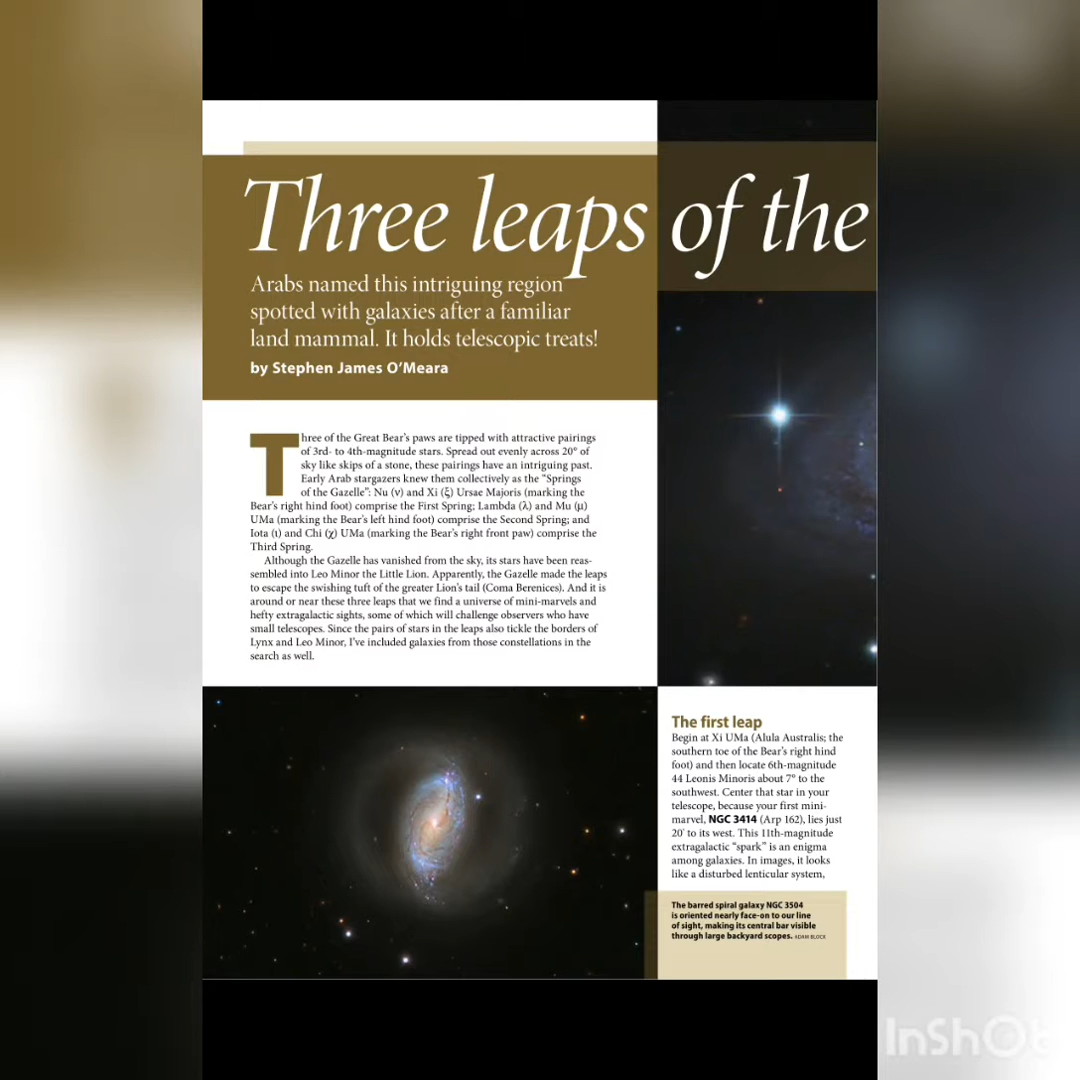 Three leaps of the
Arabs named this intriguing region
spotted with galaxies after a familiar
land mammal. It holds telescopic treats!
by Stephen James O’Meara
Three of the Great Bear’s paws are tipped with attractive pairings
of 3rd- to 4th-magnitude stars. Spread out evenly across 20° of
sky like skips of a stone, these pairings have an intriguing past.
Early Arab stargazers knew them collectively as the “Springs
of the Gazelle”: Nu (ν) and Xi (ξ) Ursae Majoris (marking the
Bear’s right hind foot) comprise the First Spring; Lambda (λ) and Mu (μ)
UMa (marking the Bear’s left hind foot) comprise the Second Spring; and
Iota (ι) and Chi (χ) UMa (marking the Bear’s right front paw) comprise the
Third Spring.
Although the Gazelle has vanished from the sky, its stars have been reas-
sembled into Leo Minor the Little Lion. Apparently, the Gazelle made the leaps
to escape the swishing tuft of the greater Lion’s tail (Coma Berenices). And it is
around or near these three leaps that we find a universe of mini-marvels and
hefty extragalactic sights, some of which will challenge observers who have
small telescopes. Since the pairs of stars in the leaps also tickle the borders of
Lynx and Leo Minor, I’ve included galaxies from those constellations in the
search as well.
The first leap
Begin at Xi UMa (Alula Australis; the
southern toe of the Bear’s right hind
foot) and then locate 6th-magnitude
44 Leonis Minoris about 7° to the
southwest. Center that star in your
telescope, because your first mini-
marvel, NGC 3414 (Arp 162), lies just
20' to its west. This 11th-magnitude
extragalactic “spark” is an enigma
among galaxies. In images, it looks
like a disturbed lenticular system,
The barred spiral galaxy NGC 3504
is oriented nearly face-on to our line
of sight, making its central bar visible
through large backyard scopes. ADAM BLOCK
InShOt